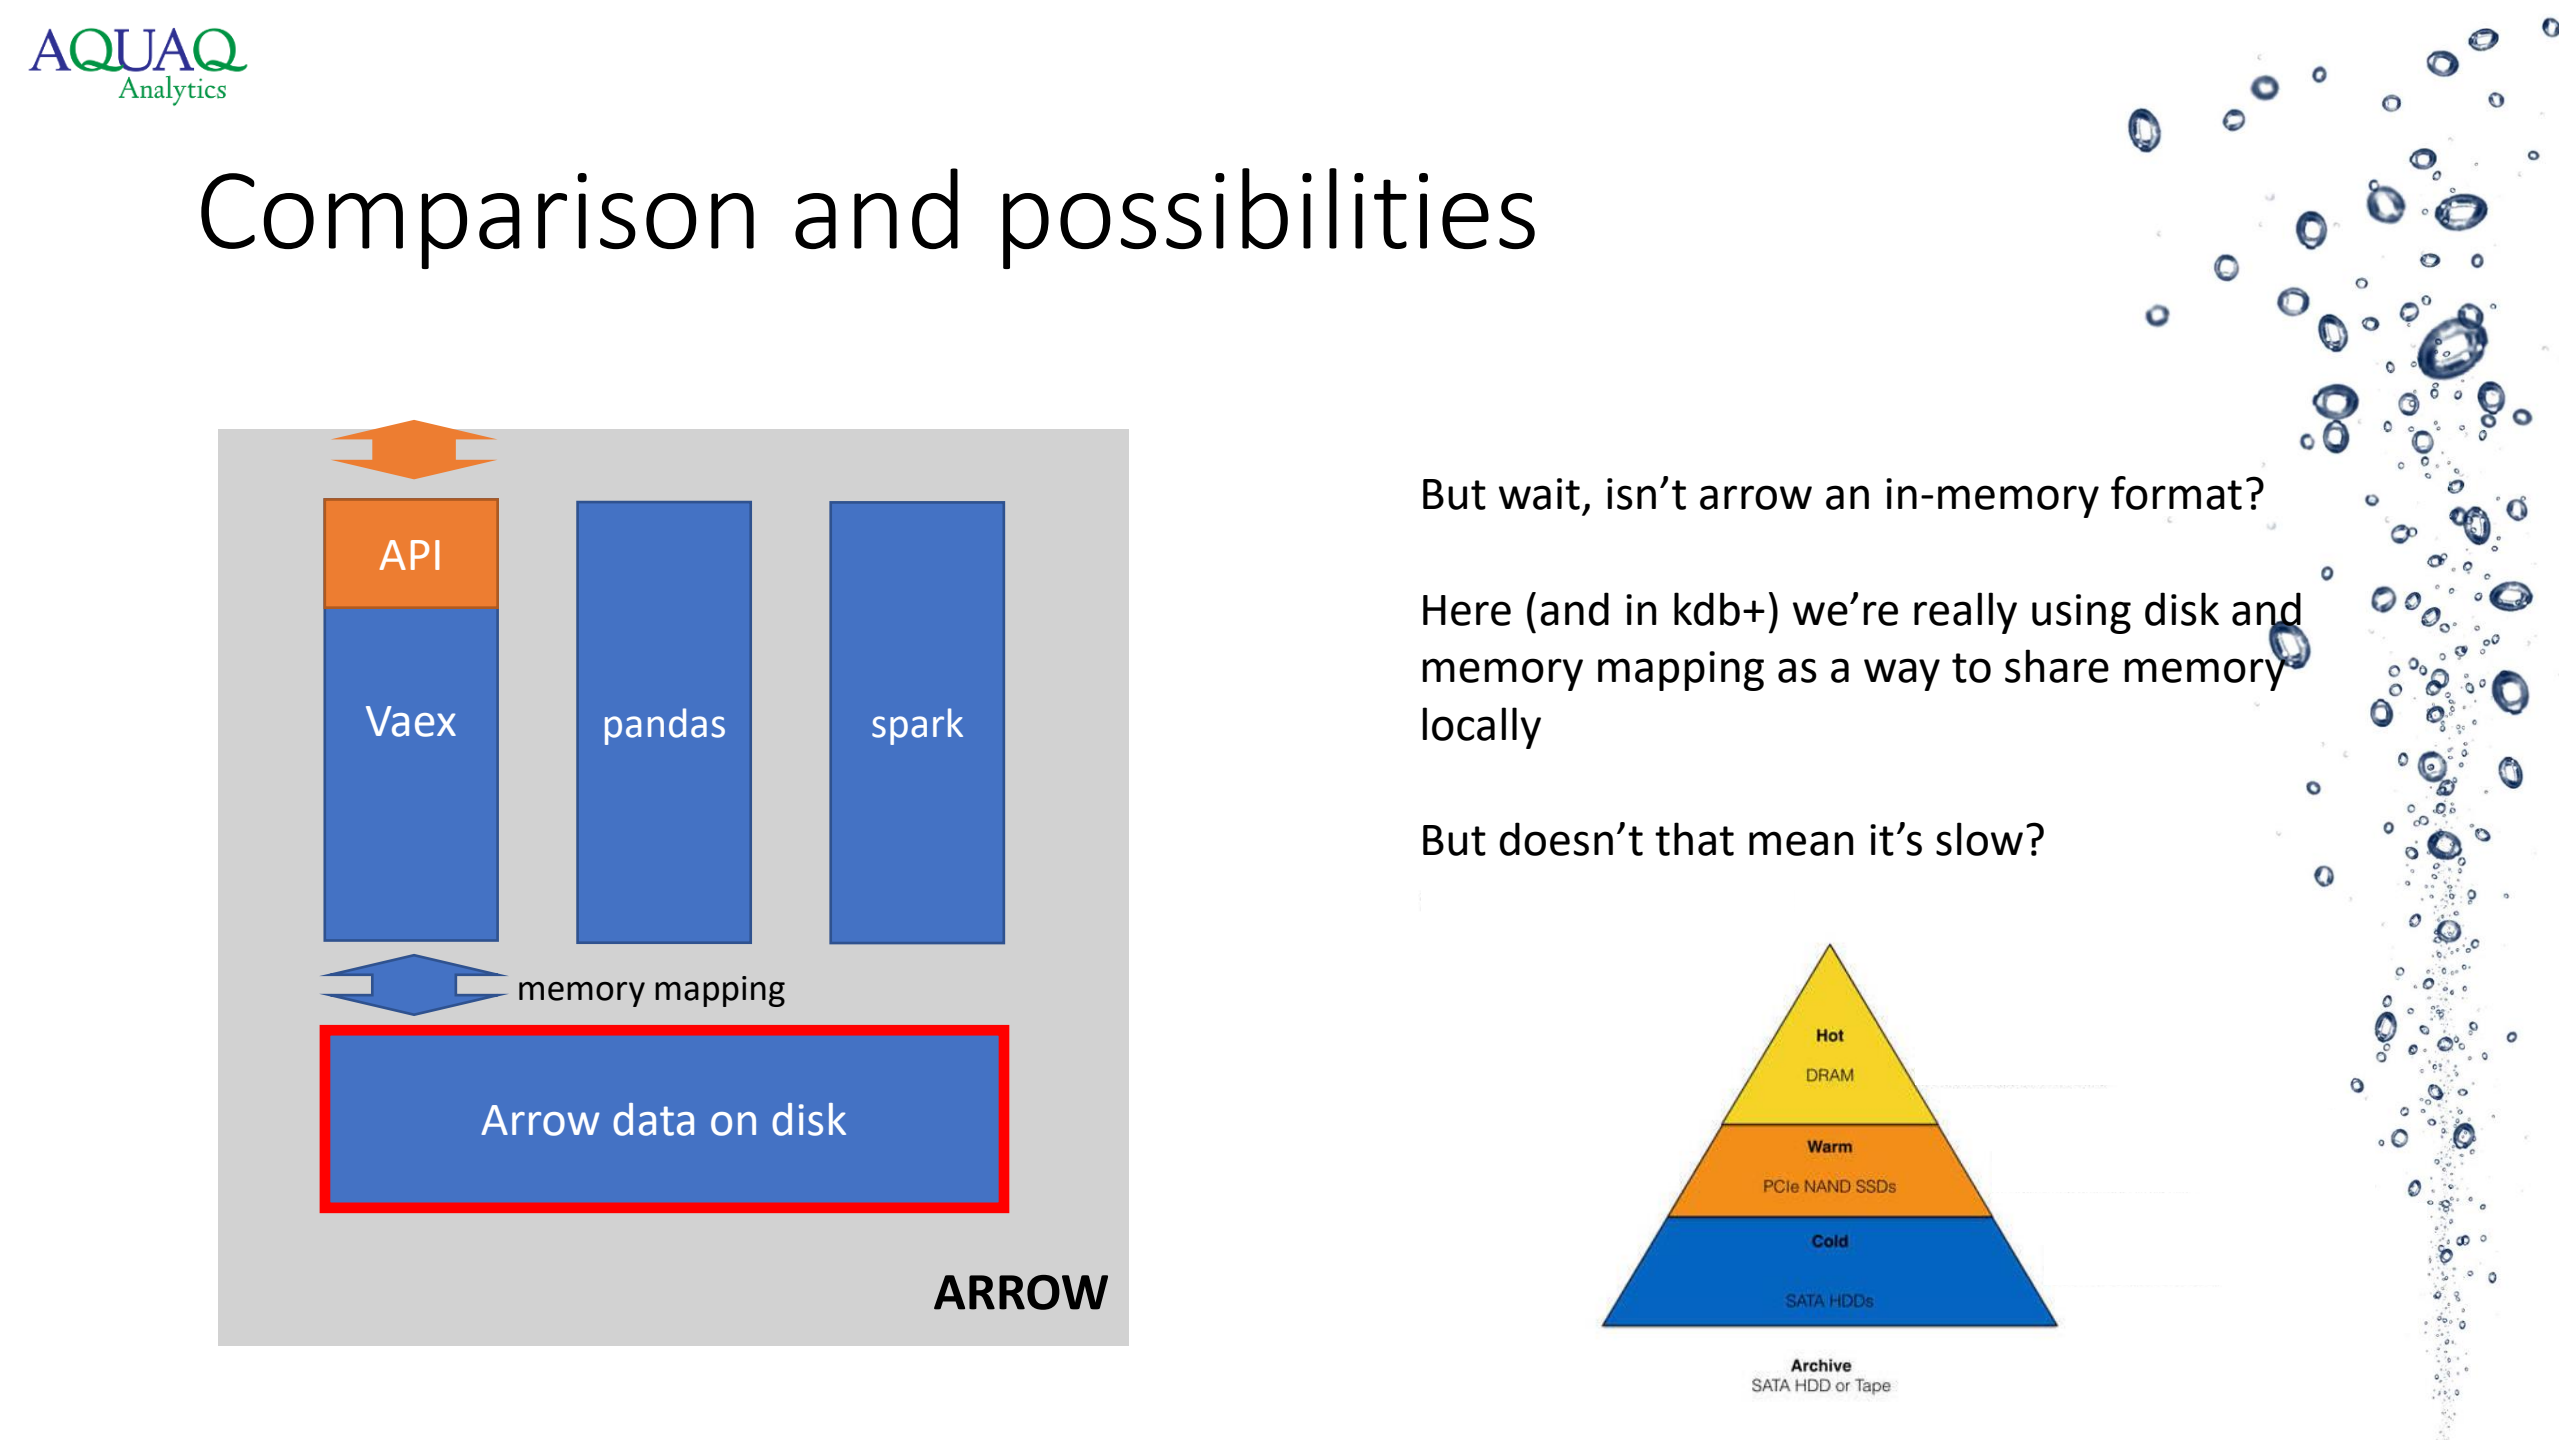 AQUAQ
Analytics
Comparison and possibilities
API
Vaex
pandas
spark
memory mapping
Arrow data on disk
ARROW
But wait, isn’t arrow an in-memory format?
Here (and in kdb+) we’re really using disk and
memory mapping as a way to share memory
locally
But doesn’t that mean it’s slow?
Hot
DRAM
Warm
PCIe NAND SSDs
Cold
SATA HDDs
Archive
SATA HDD or Tape